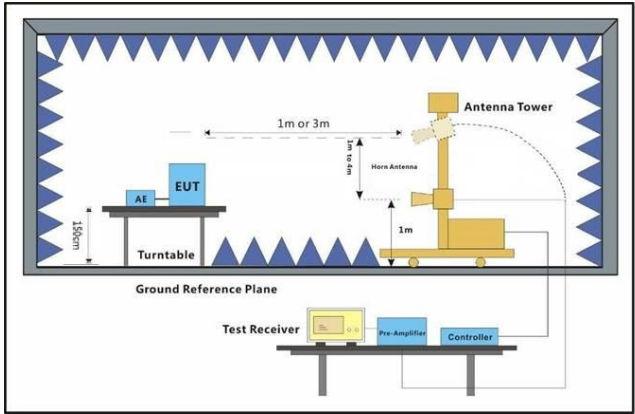 1m or 3m
Antenna Tower
1m to 4m
Horn Antenna
EUT
AE
150cm
1m
Turntable
Ground Reference Plane
Test Receiver
Pre-Amplifier
Controller